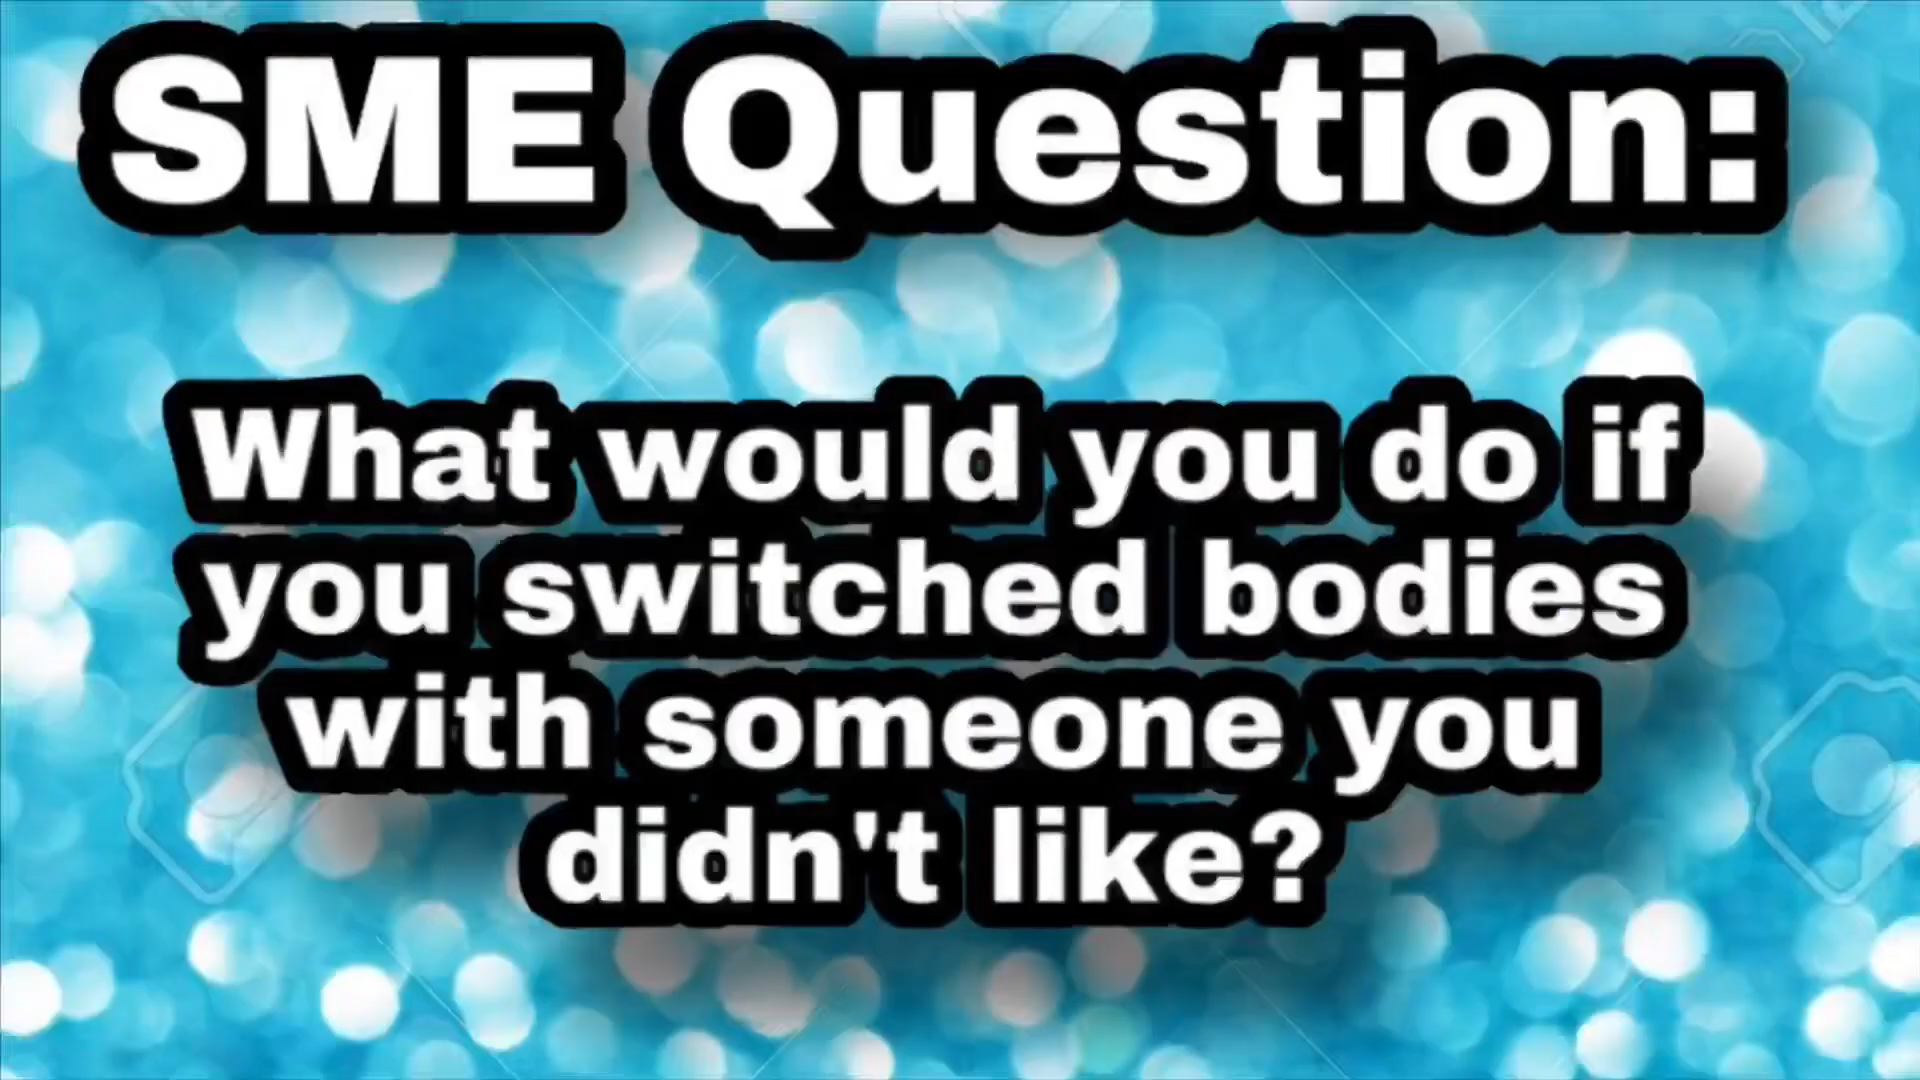 SME Question:
What would you do if
you switched bodies
with someone you
didn't like?